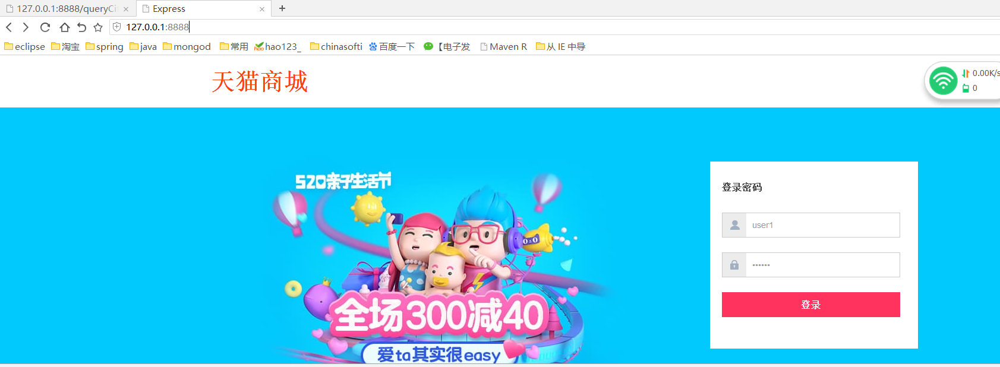 127.0.0.1:8888/queryCi
Express
127.0.0.1:8888
eclipse 淘宝 spring java mongod 常用 hao123_ chinasofti 百度一下 【电子发 Maven R 从 IE 中导
天猫商城
0.00K/s
0
520亲子生活节
登录密码
user1
••••••
登录
全场300减40
爱ta其实很easy